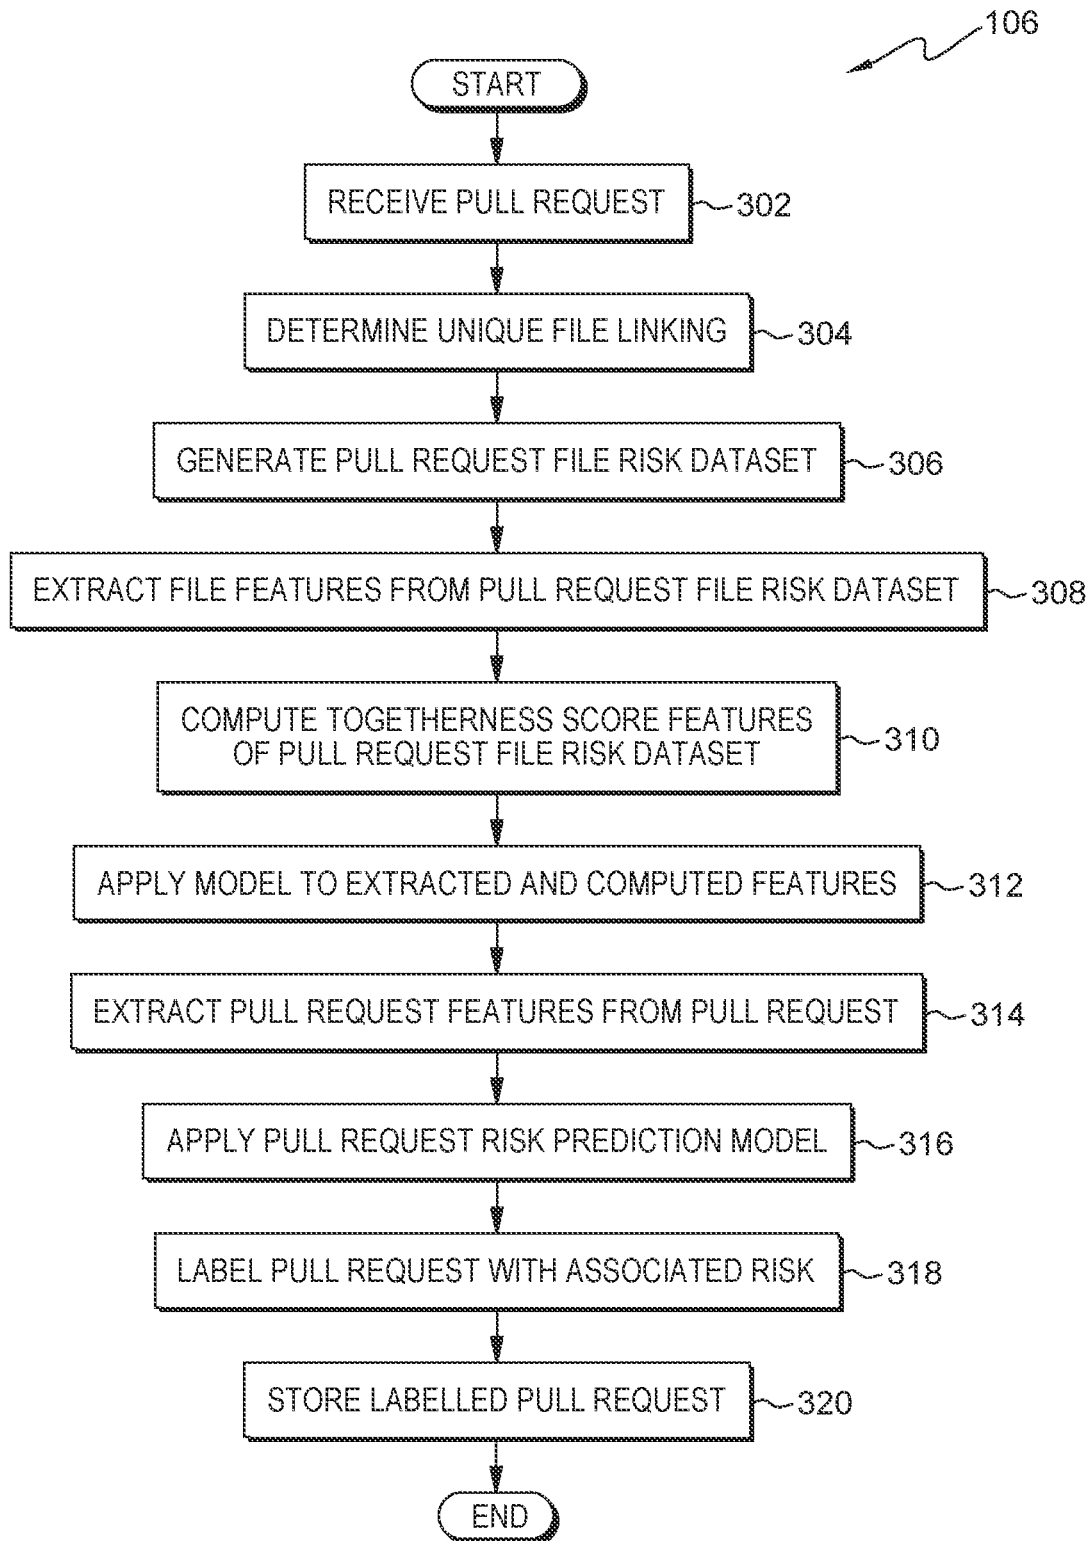 106
START
RECEIVE PULL REQUEST
302
DETERMINE UNIQUE FILE LINKING
304
GENERATE PULL REQUEST FILE RISK DATASET
306
EXTRACT FILE FEATURES FROM PULL REQUEST FILE RISK DATASET
308
COMPUTE TOGETHERNESS SCORE FEATURES
OF PULL REQUEST FILE RISK DATASET
310
APPLY MODEL TO EXTRACTED AND COMPUTED FEATURES
312
EXTRACT PULL REQUEST FEATURES FROM PULL REQUEST
314
APPLY PULL REQUEST RISK PREDICTION MODEL
316
LABEL PULL REQUEST WITH ASSOCIATED RISK
318
STORE LABELLED PULL REQUEST
320
END